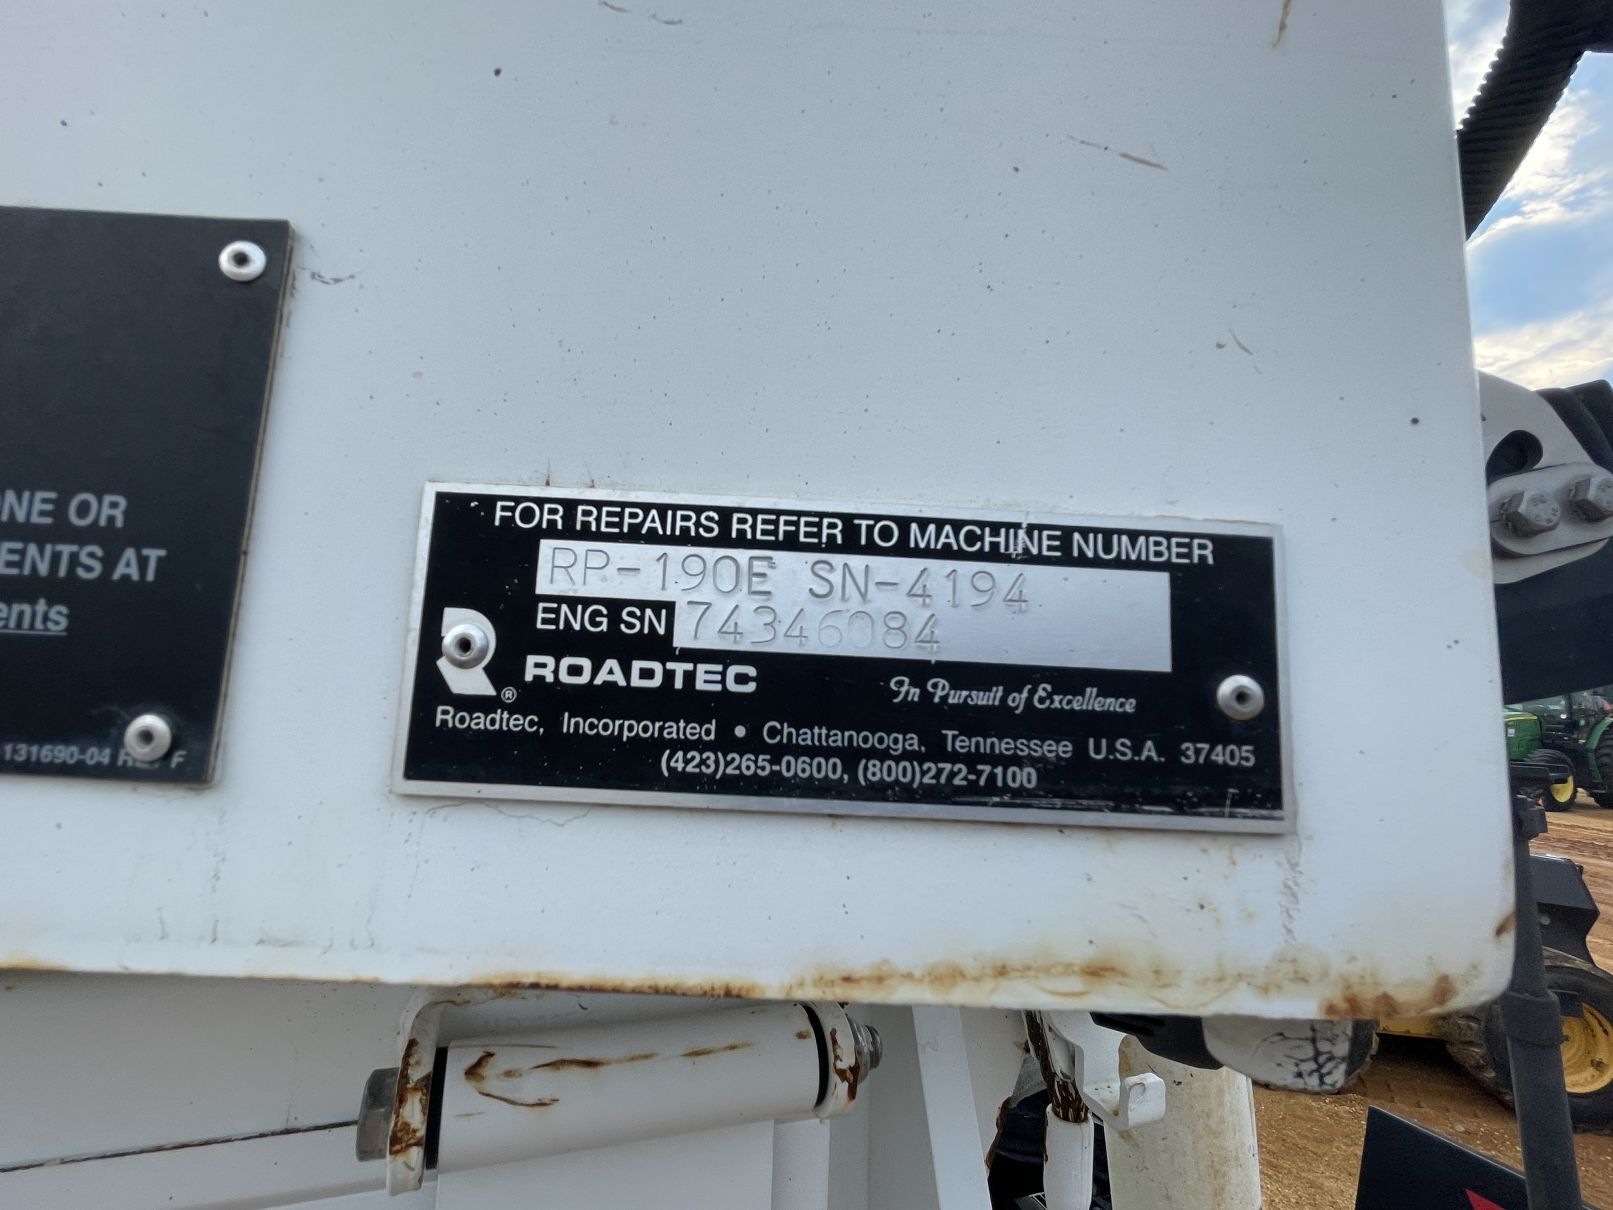 NE OR
ENTS AT
ents
131690-04 F
FOR REPAIRS REFER TO MACHINE NUMBER
RP-190E SN-4194
ENG SN 74346084
ROADTEC
®
In Pursuit of Excellence
Roadtec, Incorporated • Chattanooga, Tennessee U.S.A. 37405
(423)265-0600, (800)272-7100